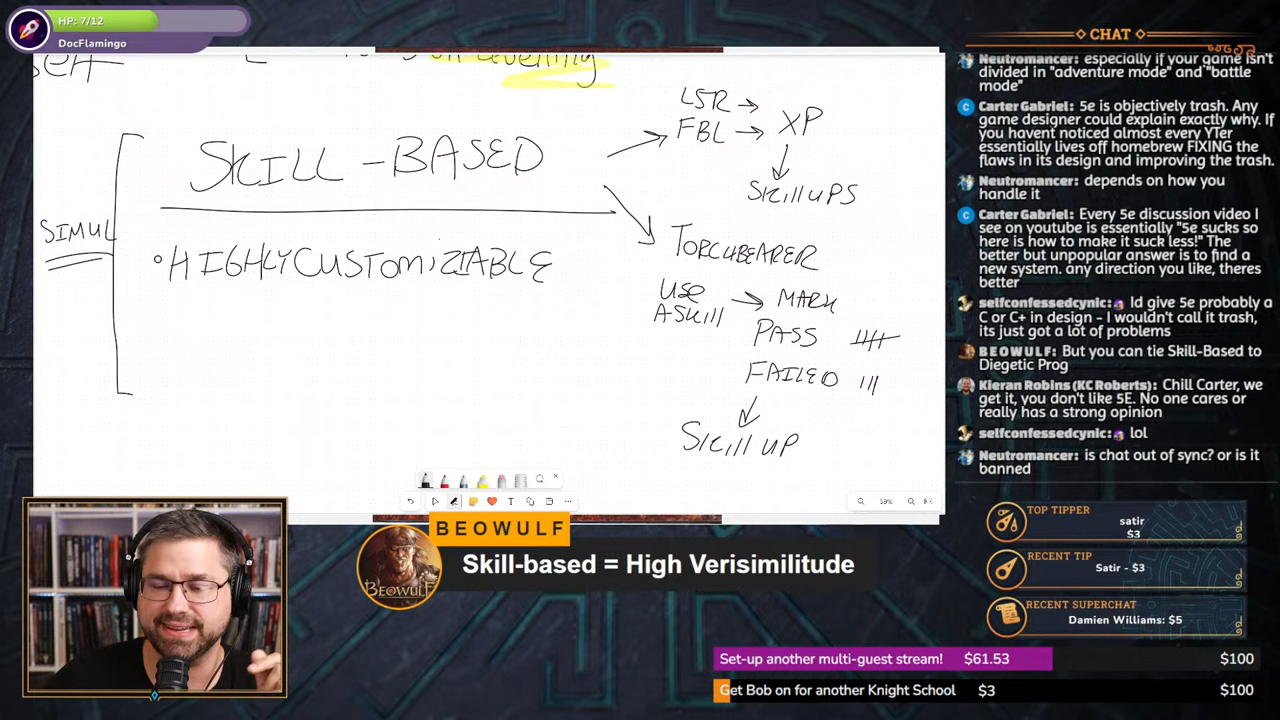 HP: 7/12
DocFlamingo
levelling
SKILL-BASED
SIMUL
•HIGHLY CUSTOMIZIABLE
LSR →
FBL → XP
SKill UPS
TORCHBEARER
USE
A SKill → MARK
PASS
FAILED
SKill UP
59%
BEOWULF
BEOWULF
Skill-based = High Verisimilitude
CHAT
Neutromancer: especially if your game isn't
divided in "adventure mode" and "battle
mode"
Carter Gabriel: 5e is objectively trash. Any
game designer could explain exactly why. If
you havent noticed almost every YTer
essentially lives off homebrew FIXING the
flaws in its design and improving the trash.
Neutromancer: depends on how you
handle it
Carter Gabriel: Every 5e discussion video I
see on youtube is essentially "5e sucks so
here is how to make it suck less!" The
better but unpopular answer is to find a
new system. any direction you like, theres
better
selfconfessedcynic: Id give 5e probably a
C or C+ in design - I wouldn't call it trash,
its just got a lot of problems
BEOWULF: But you can tie Skill-Based to
Diegetic Prog
Kieran Robins (KC Roberts): Chill Carter, we
get it, you don't like 5E. No one cares or
really has a strong opinion
selfconfessedcynic: lol
Neutromancer: is chat out of sync? or is it
banned
TOP TIPPER
satir
$3
RECENT TIP
Satir - $3
RECENT SUPERCHAT
Damien Williams: $5
Set-up another multi-guest stream! $61.53 $100
Get Bob on for another Knight School $3 $100